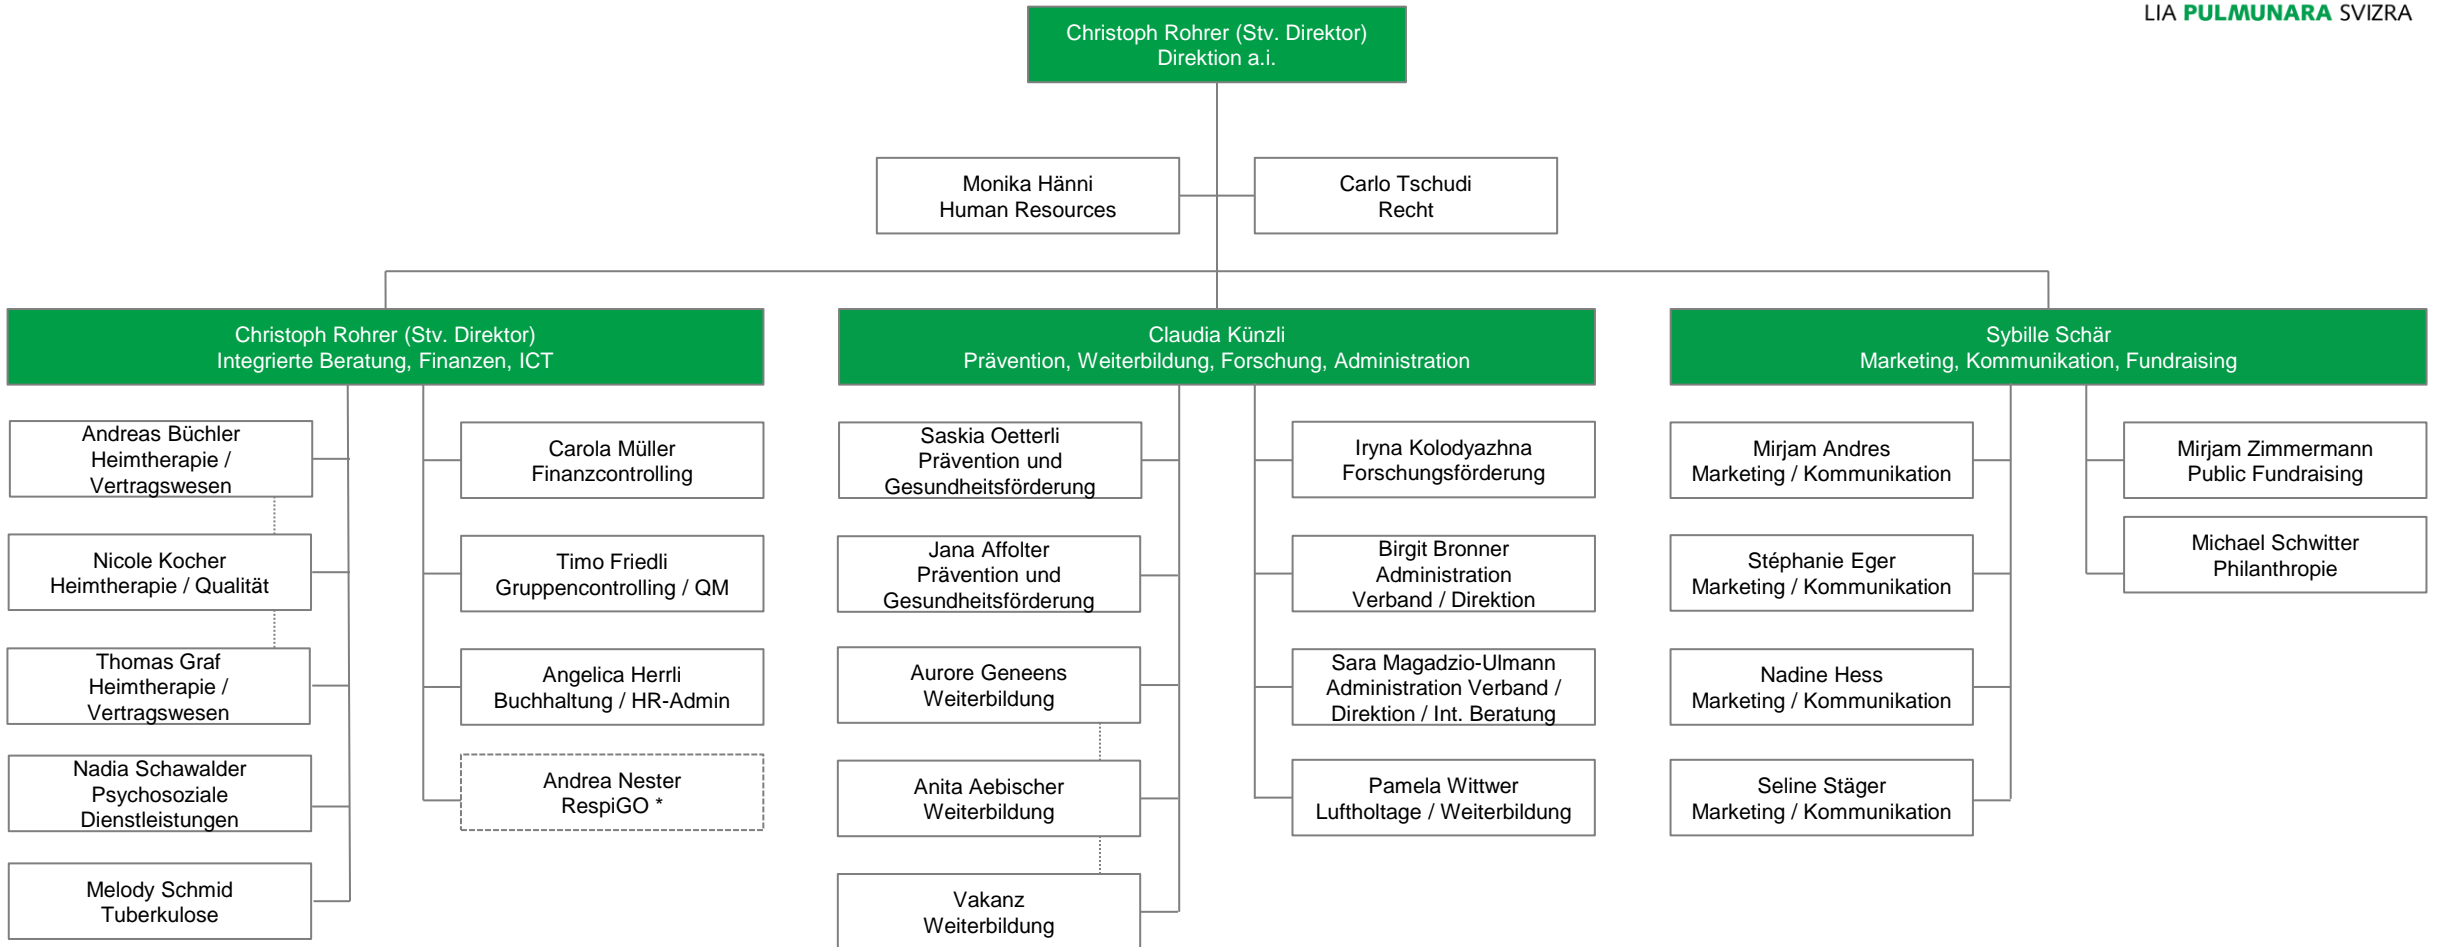 LIA PULMUNARA SVIZRA
Christoph Rohrer (Stv. Direktor)
Direktion a.i.
Monika Hänni
Human Resources
Carlo Tschudi
Recht
Christoph Rohrer (Stv. Direktor)
Integrierte Beratung, Finanzen, ICT
Andreas Büchler
Heimtherapie /
Vertragswesen
Nicole Kocher
Heimtherapie / Qualität
Thomas Graf
Heimtherapie /
Vertragswesen
Nadia Schawalder
Psychosoziale
Dienstleistungen
Melody Schmid
Tuberkulose
Carola Müller
Finanzcontrolling
Timo Friedli
Gruppencontrolling / QM
Angelica Herrli
Buchhaltung / HR-Admin
Andrea Nester
RespiGO *
Claudia Künzli
Prävention, Weiterbildung, Forschung, Administration
Saskia Oetterli
Prävention und
Gesundheitsförderung
Jana Affolter
Prävention und
Gesundheitsförderung
Aurore Geneens
Weiterbildung
Anita Aebischer
Weiterbildung
Vakanz
Weiterbildung
Iryna Kolodyazhna
Forschungsförderung
Birgit Bronner
Administration
Verband / Direktion
Sara Magadzio-Ulmann
Administration Verband /
Direktion / Int. Beratung
Pamela Wittwer
Luftholtage / Weiterbildung
Sybille Schär
Marketing, Kommunikation, Fundraising
Mirjam Andres
Marketing / Kommunikation
Stéphanie Eger
Marketing / Kommunikation
Nadine Hess
Marketing / Kommunikation
Seline Stäger
Marketing / Kommunikation
Mirjam Zimmermann
Public Fundraising
Michael Schwitter
Philanthropie